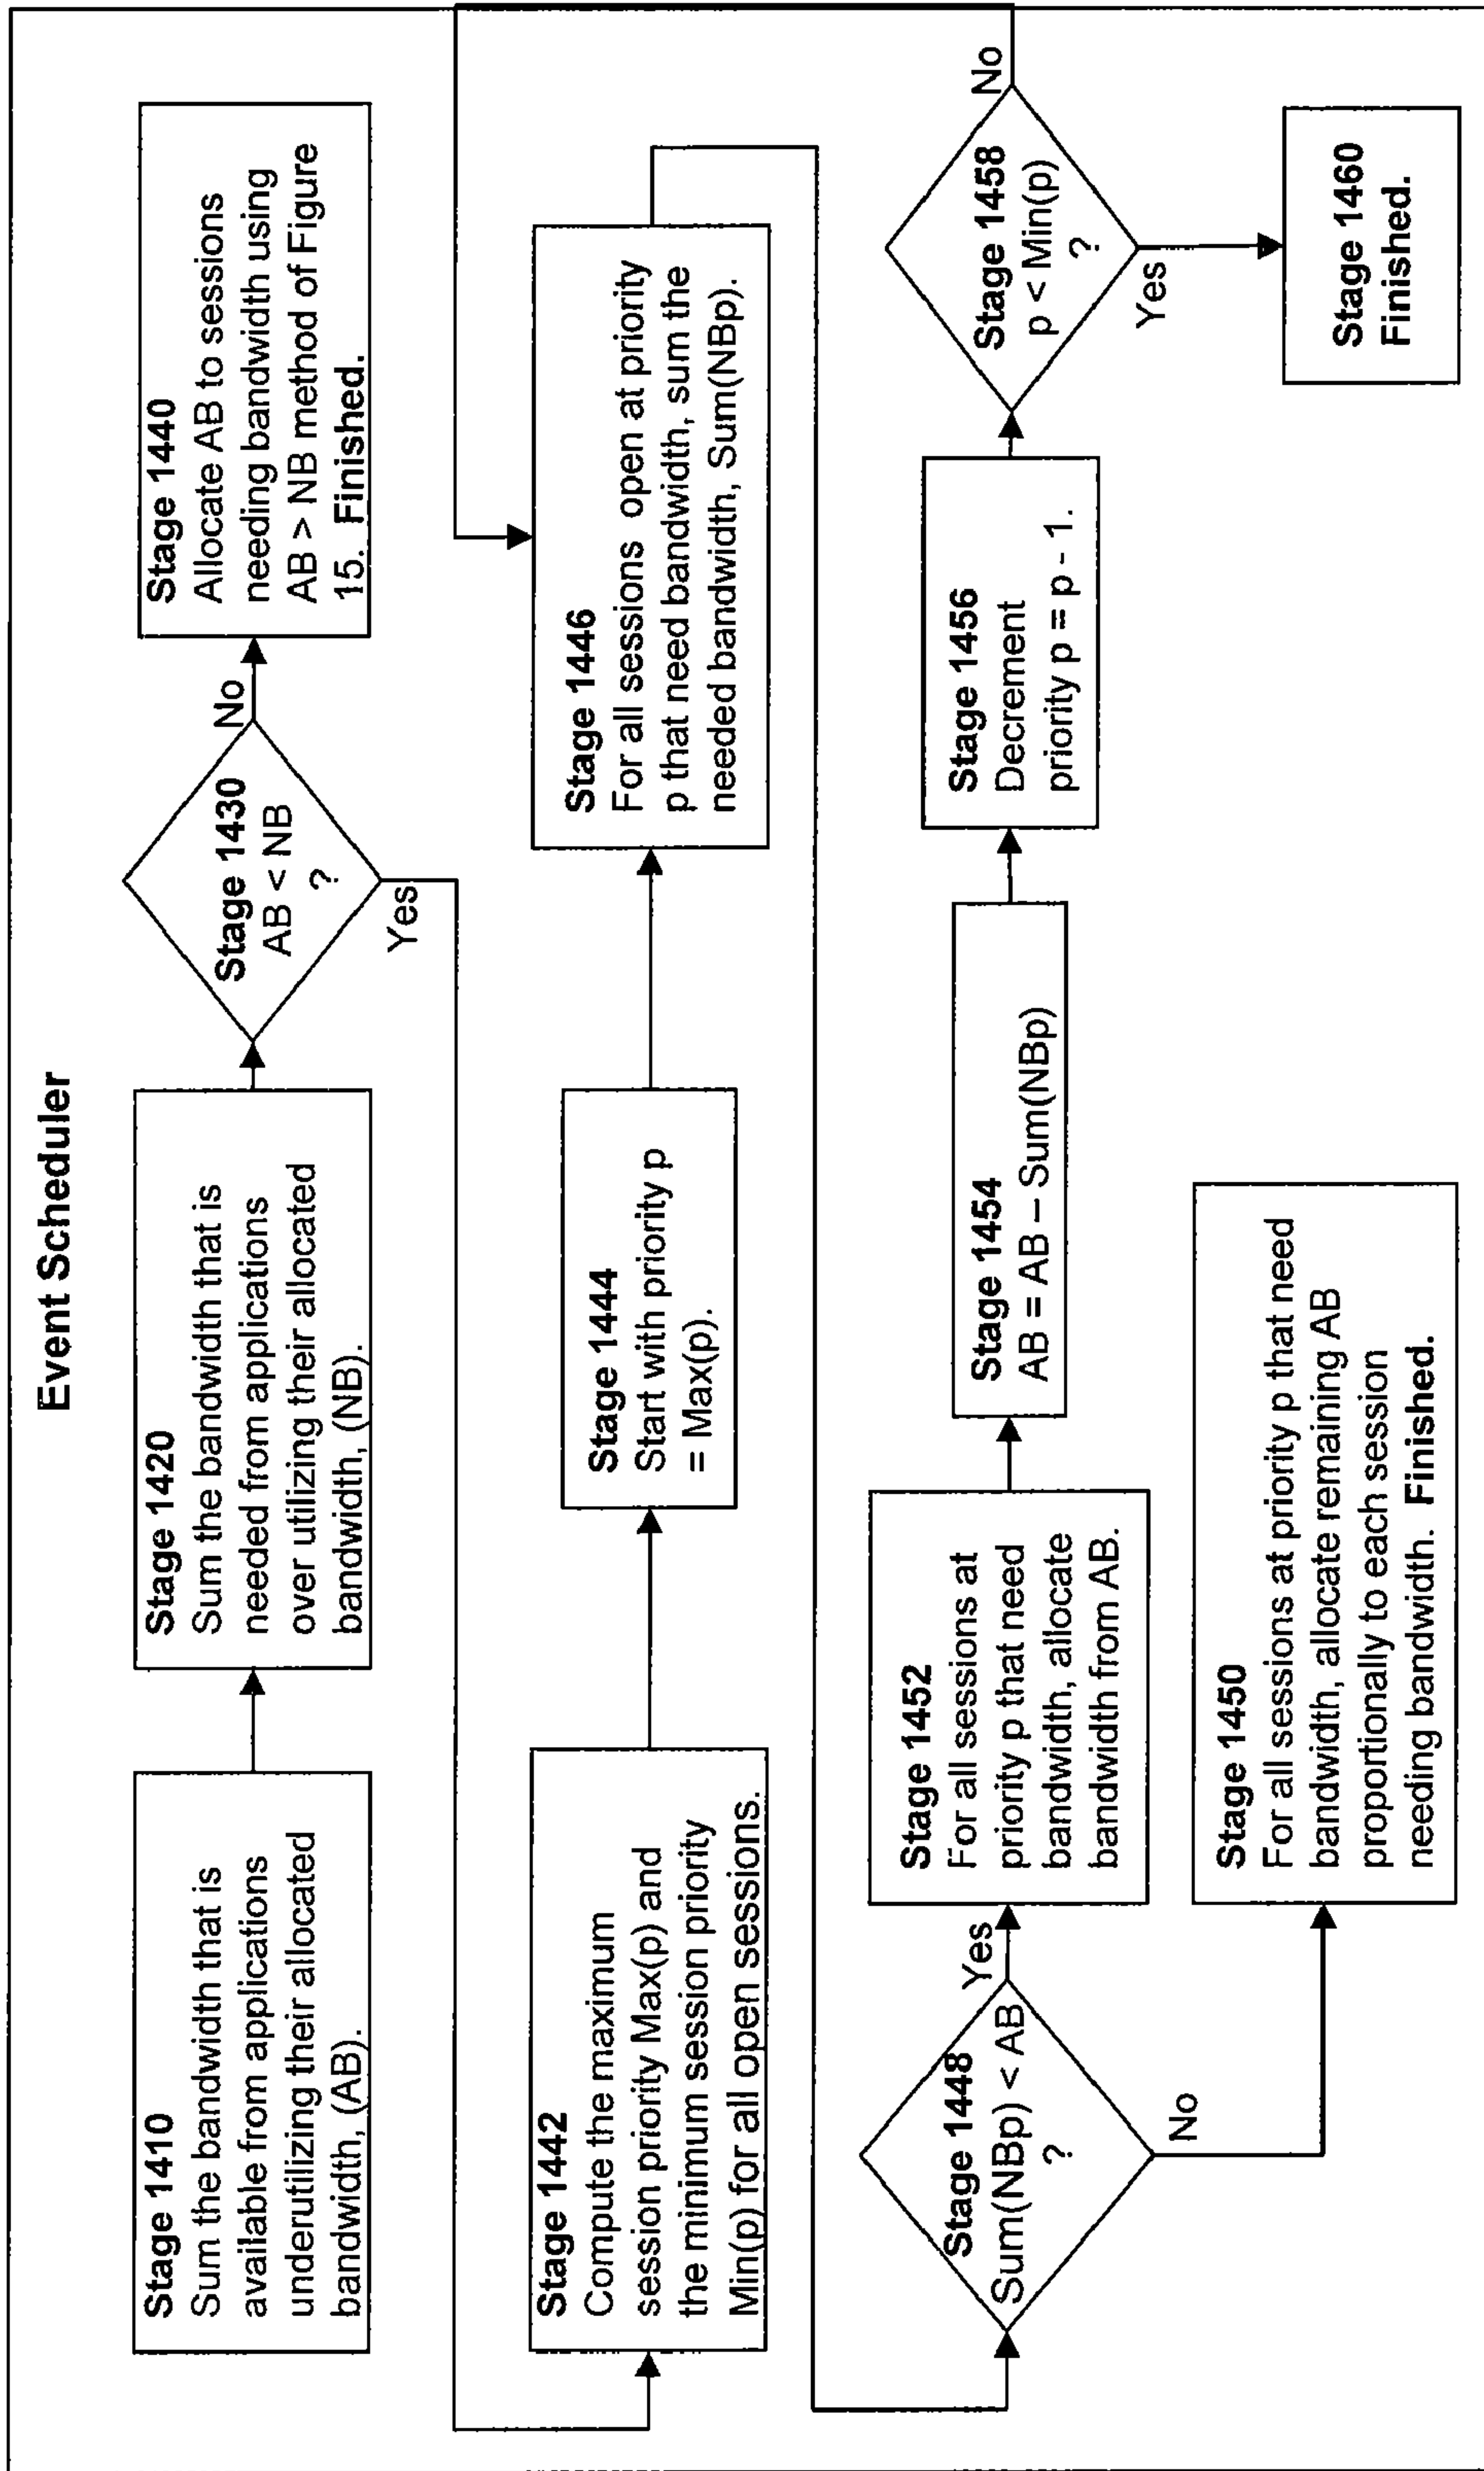 Event Scheduler
Stage 1410
Sum the bandwidth that is
available from applications
underutilizing their allocated
bandwidth, (AB).
Stage 1420
Sum the bandwidth that is
needed from applications
over utilizing their allocated
bandwidth, (NB).
Stage 1430
AB < NB
?
No
Yes
Stage 1440
Allocate AB to sessions
needing bandwidth using
AB > NB method of Figure
15. Finished.
Stage 1442
Compute the maximum
session priority Max(p) and
the minimum session priority
Min(p) for all open sessions.
Stage 1444
Start with priority p
= Max(p).
Stage 1446
For all sessions open at priority
p that need bandwidth, sum the
needed bandwidth, Sum(NBp).
Stage 1448
Sum(NBp) < AB
?
Yes
No
Stage 1452
For all sessions at
priority p that need
bandwidth, allocate
bandwidth from AB.
Stage 1454
AB = AB – Sum(NBp)
Stage 1456
Decrement
priority p = p - 1.
Stage 1458
p < Min(p)
?
No
Yes
Stage 1450
For all sessions at priority p that need
bandwidth, allocate remaining AB
proportionally to each session
needing bandwidth. Finished.
Stage 1460
Finished.